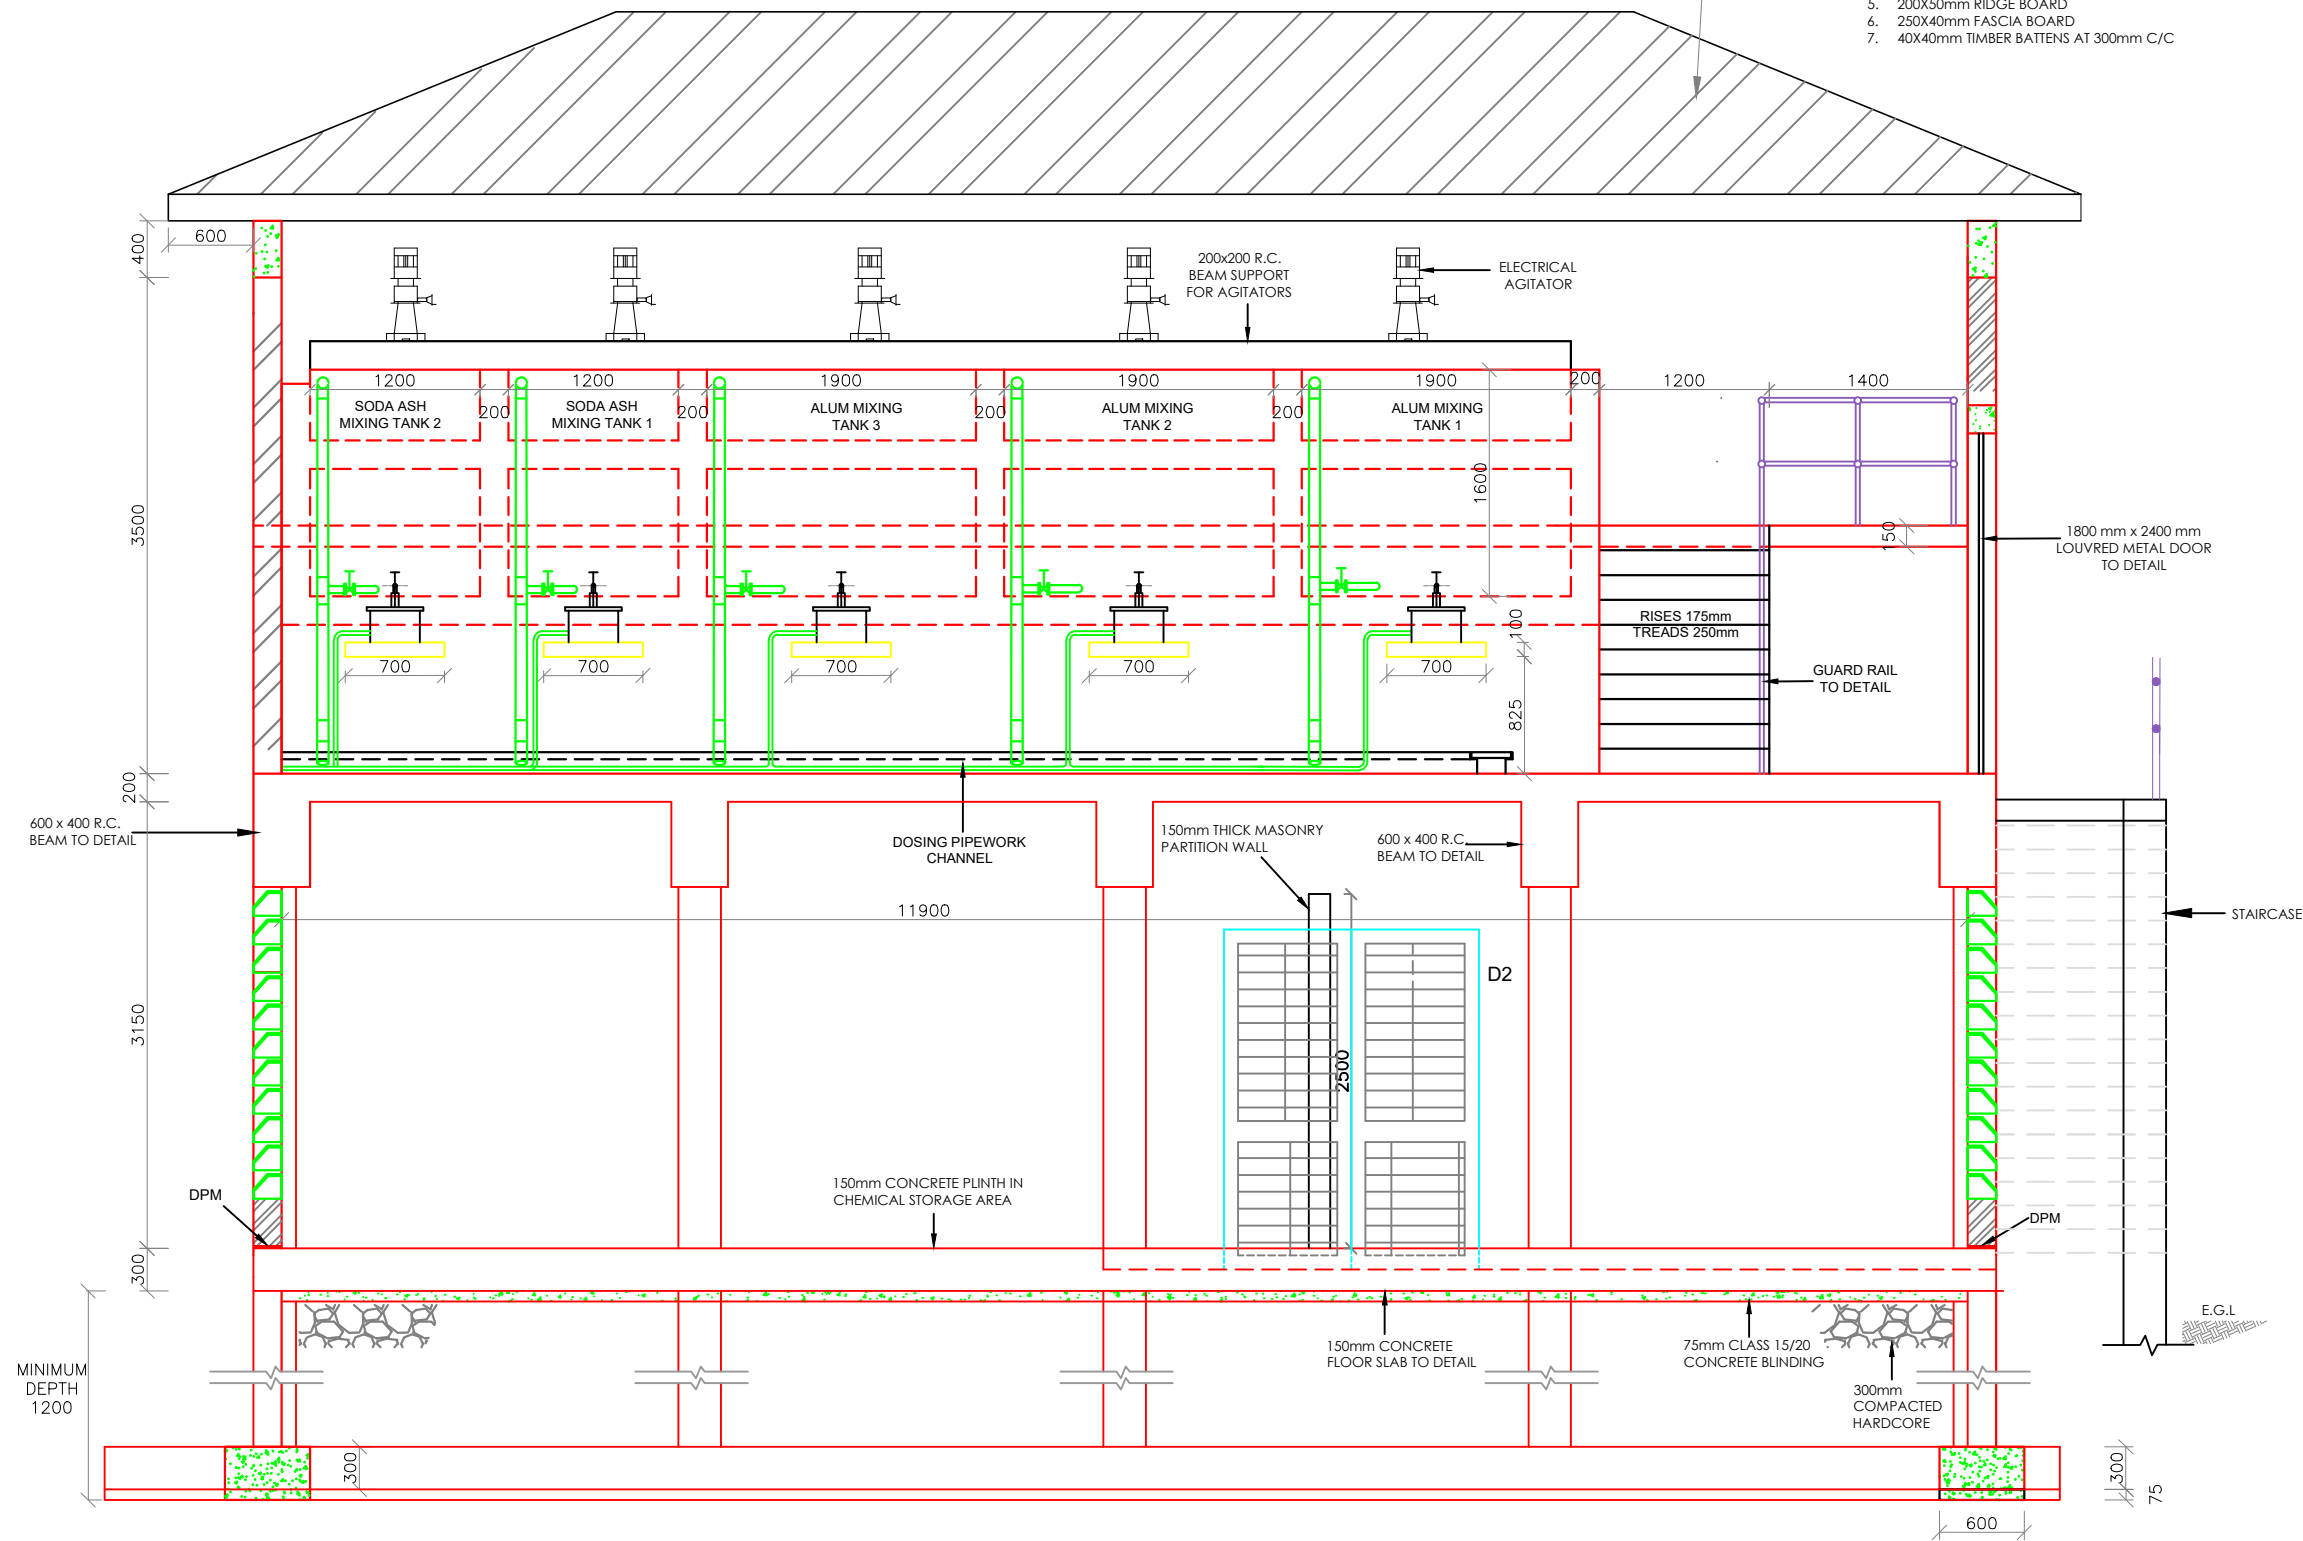 5. 200X50mm RIDGE BOARD
6. 250X40mm FASCIA BOARD
7. 40X40mm TIMBER BATTENS AT 300mm C/C
400
600
200x200 R.C.
BEAM SUPPORT
FOR AGITATORS
ELECTRICAL
AGITATOR
1200
1200
1900
1900
1900
200
1200
1400
SODA ASH
MIXING TANK 2
200
SODA ASH
MIXING TANK 1
200
ALUM MIXING
TANK 3
200
ALUM MIXING
TANK 2
200
ALUM MIXING
TANK 1
1600
3500
150
1800 mm x 2400 mm
LOUVRED METAL DOOR
TO DETAIL
100
RISES 175mm
TREADS 250mm
700
700
700
700
700
GUARD RAIL
TO DETAIL
825
200
600 x 400 R.C.
BEAM TO DETAIL
DOSING PIPEWORK
CHANNEL
150mm THICK MASONRY
PARTITION WALL
600 x 400 R.C.
BEAM TO DETAIL
11900
STAIRCASE
D2
3150
2500
DPM
150mm CONCRETE PLINTH IN
CHEMICAL STORAGE AREA
DPM
300
E.G.L
150mm CONCRETE
FLOOR SLAB TO DETAIL
75mm CLASS 15/20
CONCRETE BLINDING
300mm
COMPACTED
HARDCORE
MINIMUM
DEPTH
1200
300
300
75
600